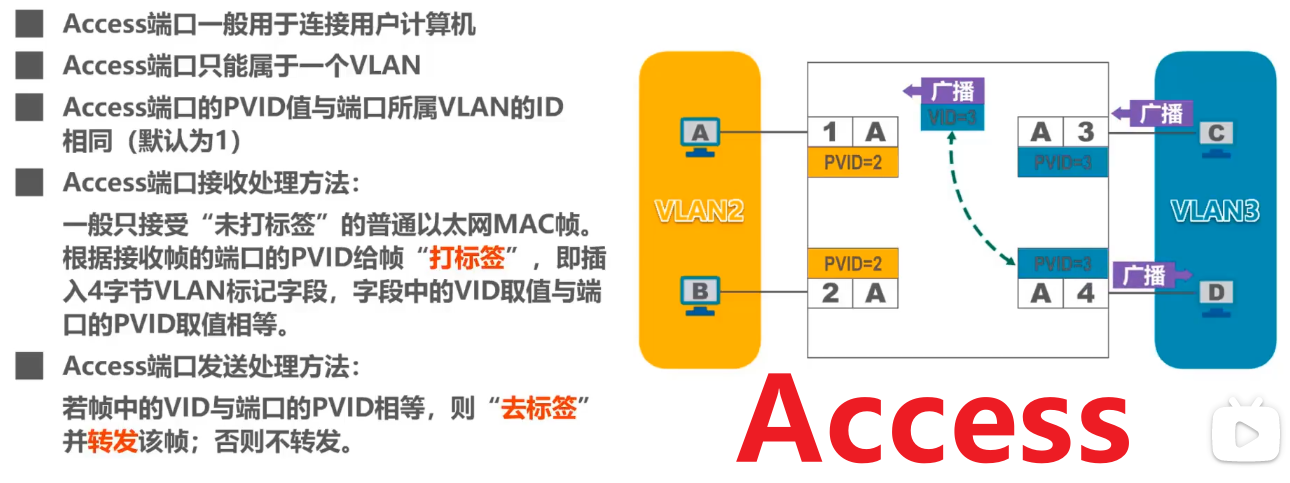 Access端口一般用于连接用户计算机
Access端口只能属于一个VLAN
Access端口的PVID值与端口所属VLAN的ID
相同（默认为1）
Access端口接收处理方法：
一般只接受“未打标签”的普通以太网MAC帧。
根据接收帧的端口的PVID给帧“打标签”，即插
入4字节VLAN标记字段，字段中的VID取值与端
口的PVID取值相等。
Access端口发送处理方法：
若帧中的VID与端口的PVID相等，则“去标签”
并转发该帧；否则不转发。
广播
VID=3
广播
A
1 A
A 3
C
PVID=2
PVID=3
VLAN2
VLAN3
PVID=2
PVID=3
广播
B
2 A
A 4
D
Access